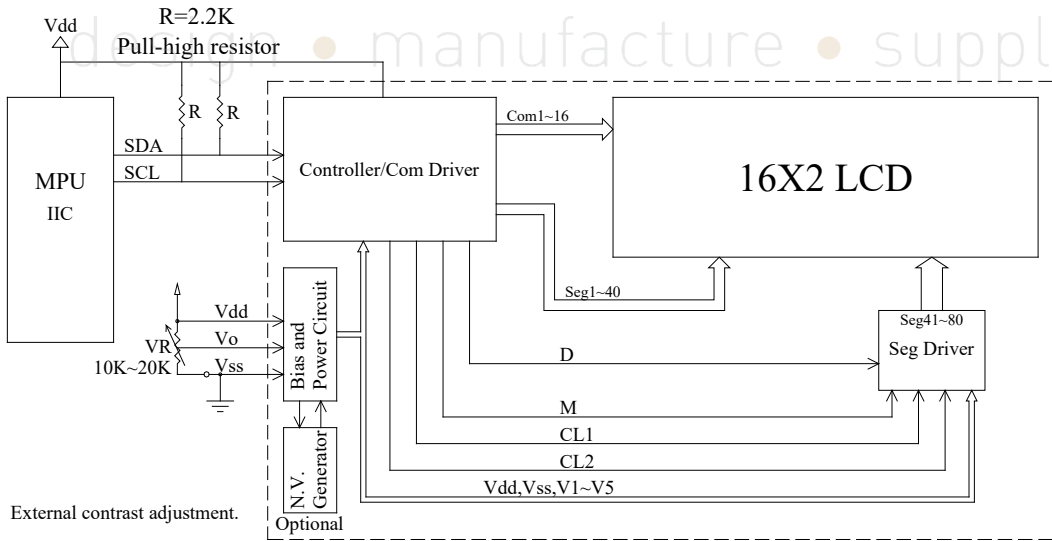 design • manufacture • suppl
R=2.2K
Vdd
Pull-high resistor
R
R
Com1~16
SDA
SCL
MPU
IIC
Controller/Com Driver
16X2 LCD
Seg1~40
Vdd
Vo
VR
10K~20K
Vss
Bias and
Power Circuit
Seg41~80
Seg Driver
D
M
CL1
CL2
Vdd,Vss,V1~V5
N.V.
Generator
Optional
External contrast adjustment.